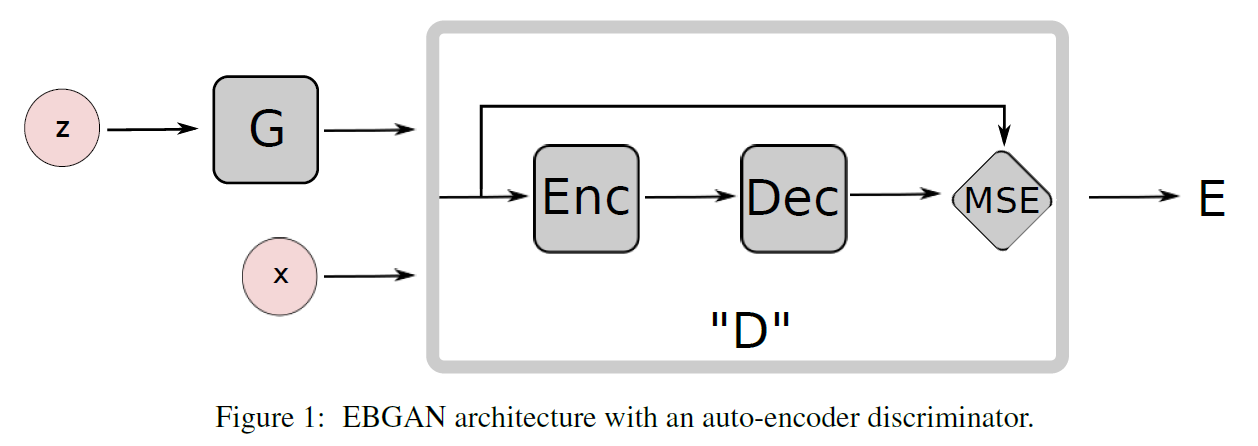 z
G
x
Enc
Dec
MSE
E
"D"
Figure 1: EBGAN architecture with an auto-encoder discriminator.